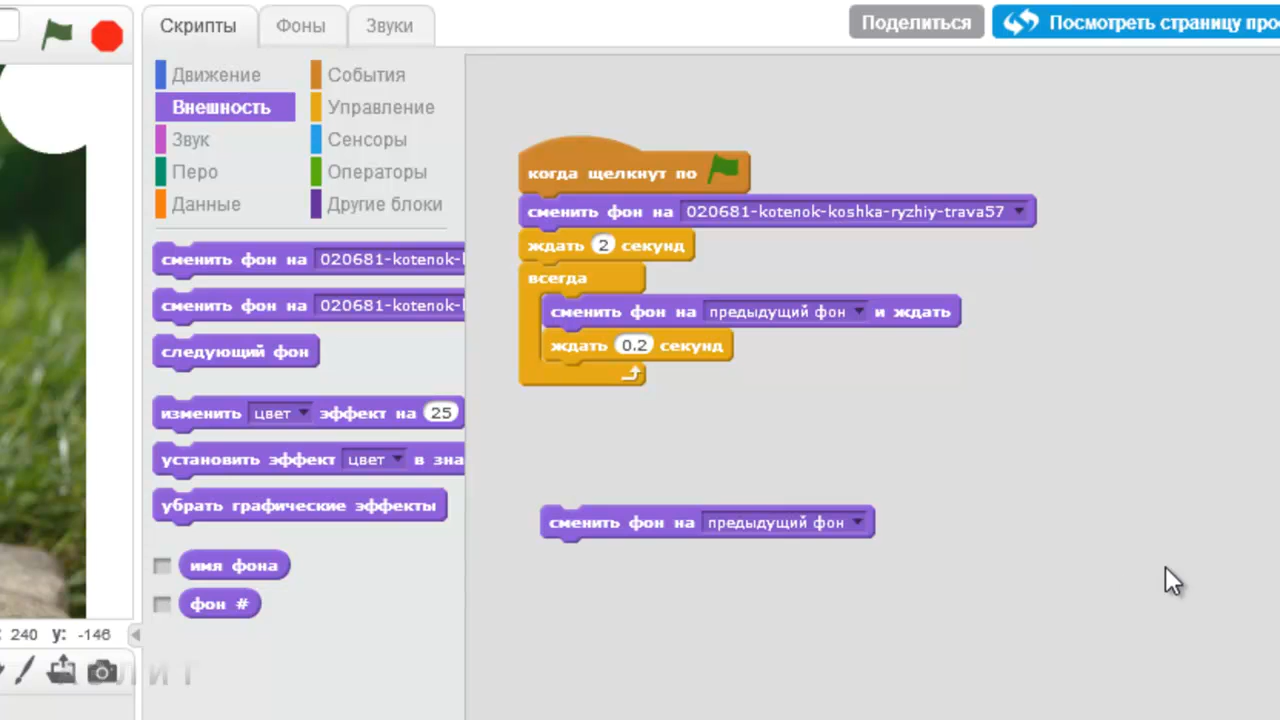 Скрипты
Фоны
Звуки
Поделиться
Посмотреть страницу
Движение
События
Внешность
Управление
Звук
Сенсоры
Перо
Операторы
Данные
Другие блоки
сменить фон на 020681-kotenok-
сменить фон на 020681-kotenok-
следующий фон
изменить цвет эффект на 25
установить эффект цвет в
убрать графические эффекты
имя фона
фон #
когда щелкнут по
сменить фон на 020681-kotenok-koshka-ryzhiy-trava57
ждать 2 секунд
всегда
сменить фон на предыдущий фон и ждать
ждать 0.2 секунд
сменить фон на предыдущий фон
: 240 y: -146